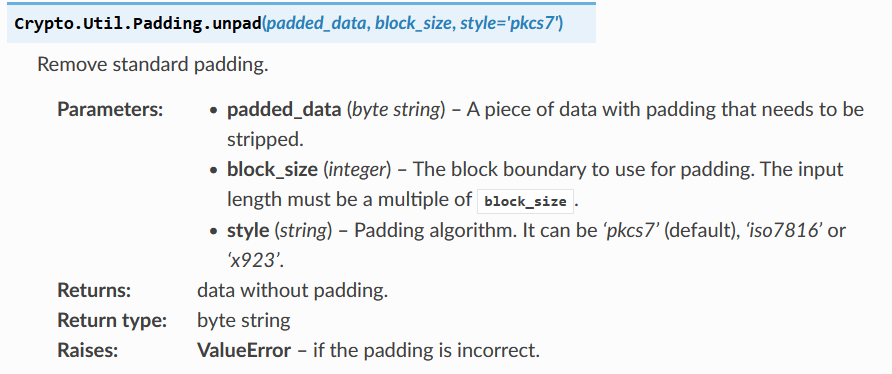 Crypto.Util.Padding.unpad(padded_data, block_size, style='pkcs7')
Remove standard padding.
Parameters:
• padded_data (byte string) – A piece of data with padding that needs to be
stripped.
• block_size (integer) – The block boundary to use for padding. The input
length must be a multiple of block_size .
• style (string) – Padding algorithm. It can be ‘pkcs7’ (default), ‘iso7816’ or
‘x923’.
Returns: data without padding.
Return type: byte string
Raises: ValueError – if the padding is incorrect.